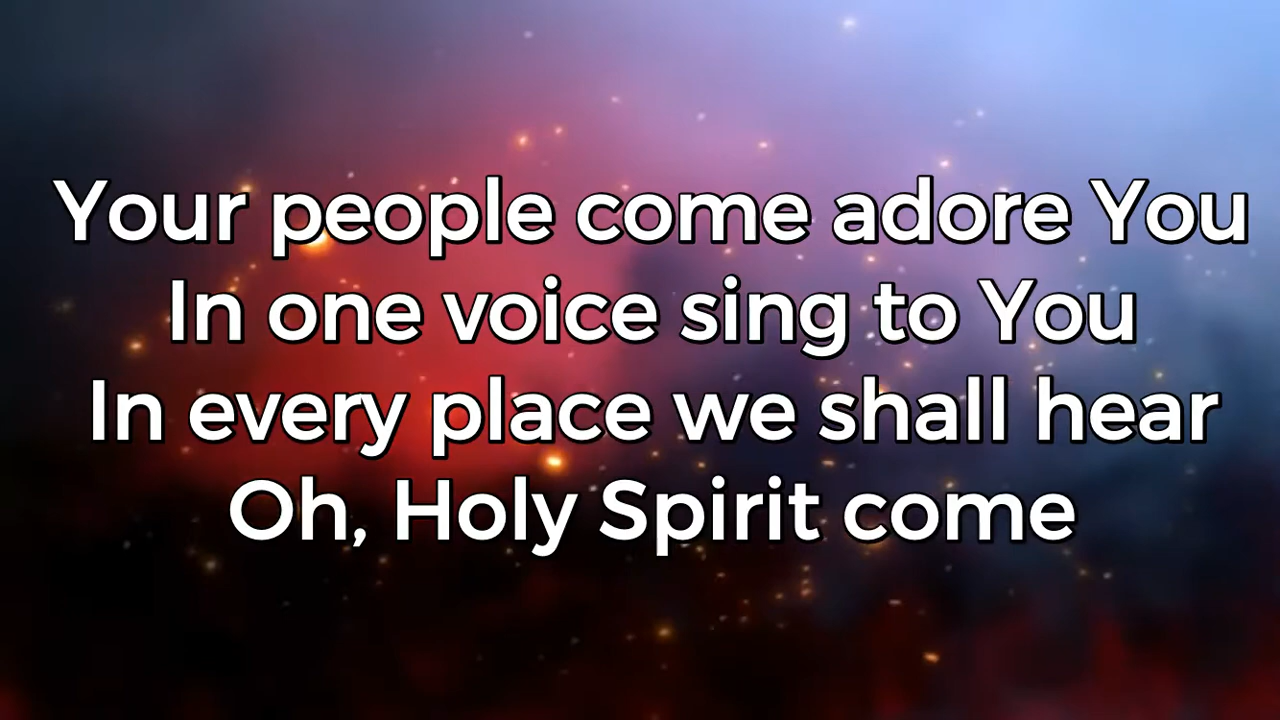 Your people come adore You
In one voice sing to You
In every place we shall hear
Oh, Holy Spirit come